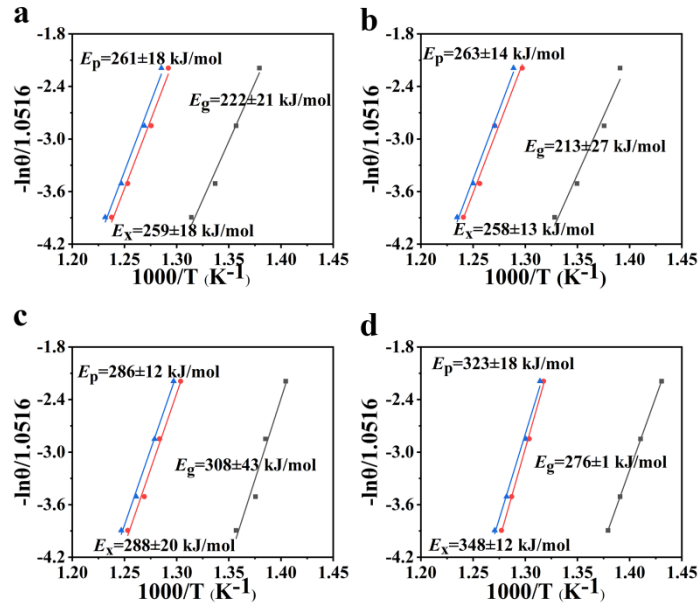 a
-lnθ/1.0516
-1.8
-2.4
-3.0
-3.6
-4.2
Ep=261±18 kJ/mol
Eg=222±21 kJ/mol
Ex=259±18 kJ/mol
1.20 1.25 1.30 1.35 1.40 1.45
1000/T (K-1)
b
-lnθ/1.0516
-1.8
-2.4
-3.0
-3.6
-4.2
Ep=263±14 kJ/mol
Eg=213±27 kJ/mol
Ex=258±13 kJ/mol
1.20 1.25 1.30 1.35 1.40 1.45
1000/T (K-1)
c
-lnθ/1.0516
-1.8
-2.4
-3.0
-3.6
-4.2
Ep=286±12 kJ/mol
Eg=308±43 kJ/mol
Ex=288±20 kJ/mol
1.20 1.25 1.30 1.35 1.40 1.45
1000/T (K-1)
d
-lnθ/1.0516
-1.8
-2.4
-3.0
-3.6
-4.2
Ep=323±18 kJ/mol
Eg=276±1 kJ/mol
Ex=348±12 kJ/mol
1.20 1.25 1.30 1.35 1.40 1.45
1000/T (K-1)